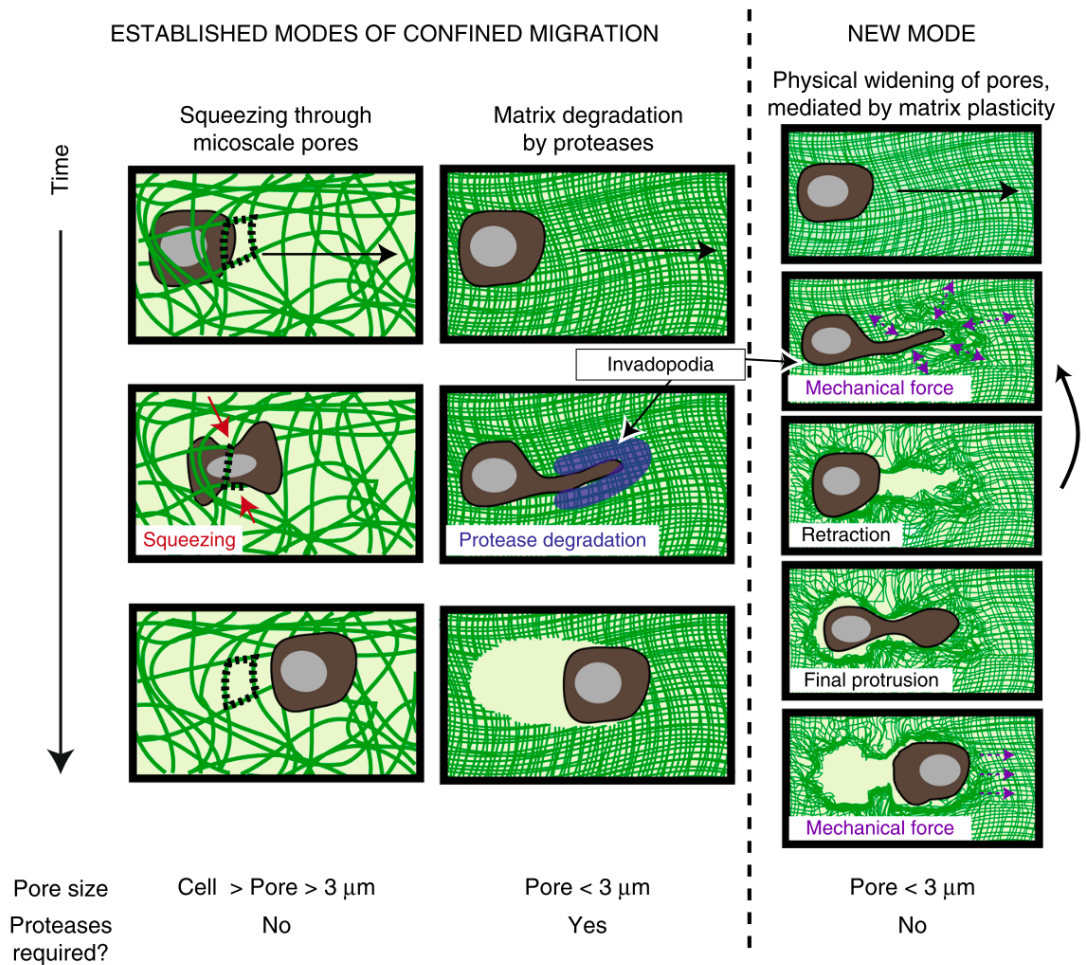 ESTABLISHED MODES OF CONFINED MIGRATION
NEW MODE
Squeezing through
micoscale pores
Matrix degradation
by proteases
Physical widening of pores,
mediated by matrix plasticity
Time
Invadopodia
Mechanical force
Squeezing
Protease degradation
Retraction
Final protrusion
Mechanical force
Pore size
Cell > Pore > 3 μm
Pore < 3 μm
Pore < 3 μm
Proteases
required?
No
Yes
No